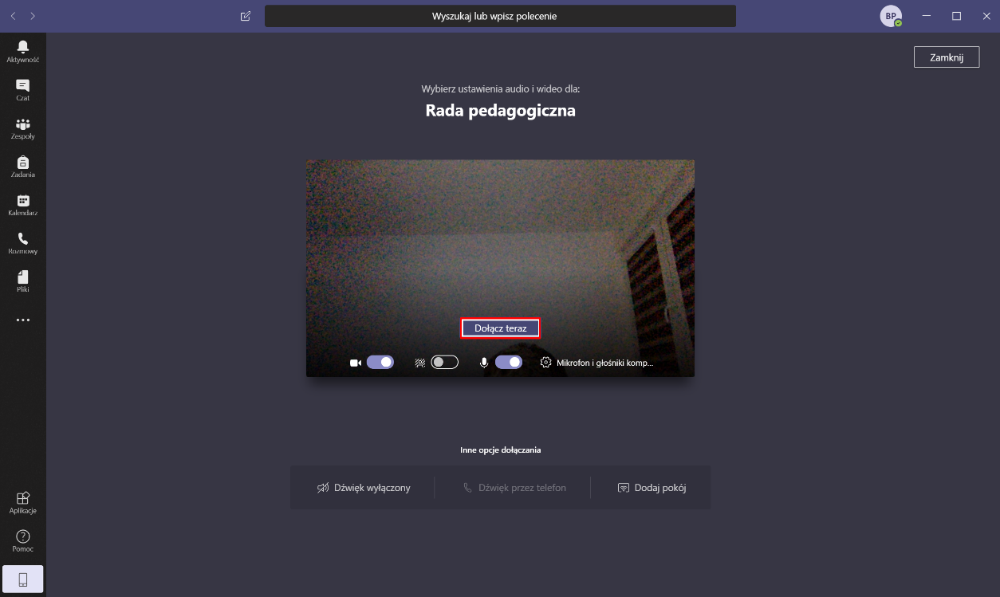 Wyszukaj lub wpisz polecenie
BP
Aktywność
Czat
Zespoły
Zadania
Kalendarz
Rozmowy
Pliki
Zamknij
Wybierz ustawienia audio i wideo dla:
Rada pedagogiczna
Dołącz teraz
Mikrofon i głośniki komp...
Inne opcje dołączania
Dźwięk wyłączony
Dźwięk przez telefon
Dodaj pokój
Aplikacje
Pomoc